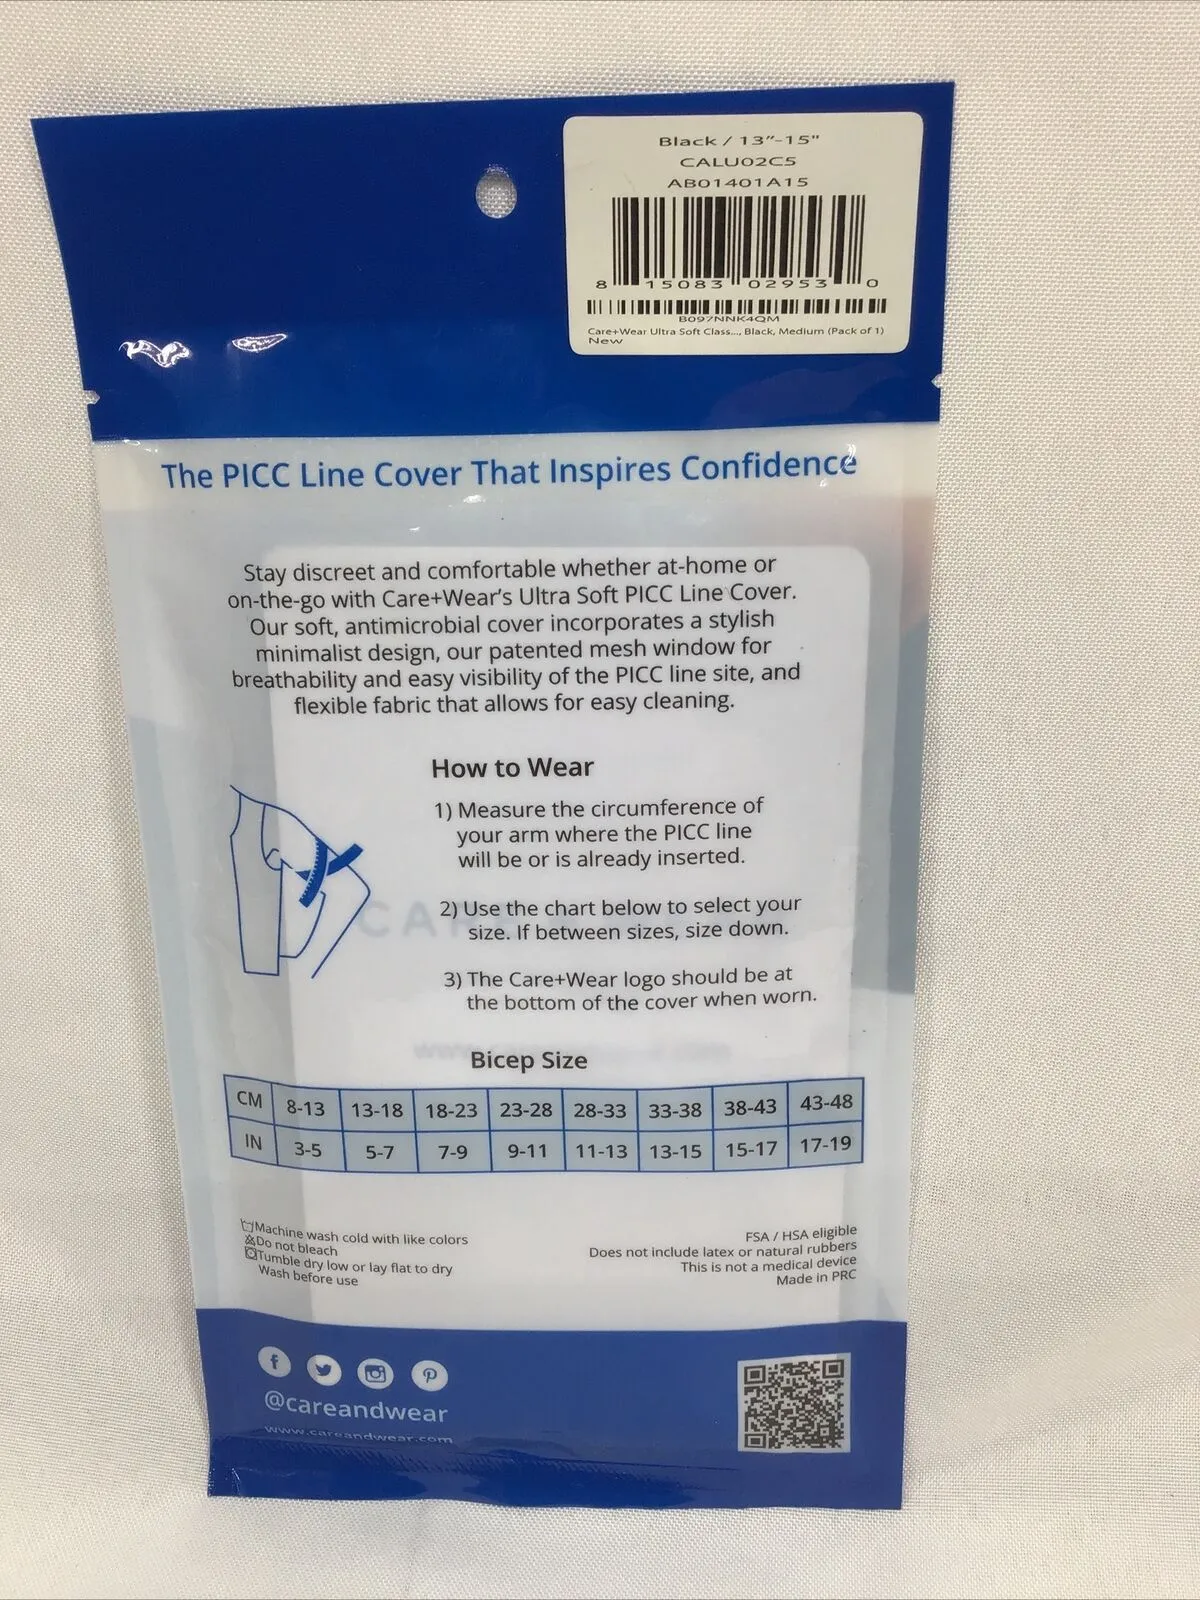 Black / 13"-15"
CALU02C5
AB01401A15
8 15083 02953 0
B097NNK4QM
Care+Wear Ultra Soft Class..., Black, Medium (Pack of 1)
New
The PICC Line Cover That Inspires Confidence
Stay discreet and comfortable whether at-home or
on-the-go with Care+Wear's Ultra Soft PICC Line Cover.
Our soft, antimicrobial cover incorporates a stylish
minimalist design, our patented mesh window for
breathability and easy visibility of the PICC line site, and
flexible fabric that allows for easy cleaning.
How to Wear
1) Measure the circumference of
your arm where the PICC line
will be or is already inserted.
2) Use the chart below to select your
size. If between sizes, size down.
3) The Care+Wear logo should be at
the bottom of the cover when worn.
Bicep Size
CM 8-13 13-18 18-23 23-28 28-33 33-38 38-43 43-48
IN 3-5 5-7 7-9 9-11 11-13 13-15 15-17 17-19
Machine wash cold with like colors
Do not bleach
Tumble dry low or lay flat to dry
Wash before use
FSA / HSA eligible
Does not include latex or natural rubbers
This is not a medical device
Made in PRC
@careandwear
www.careandwear.com